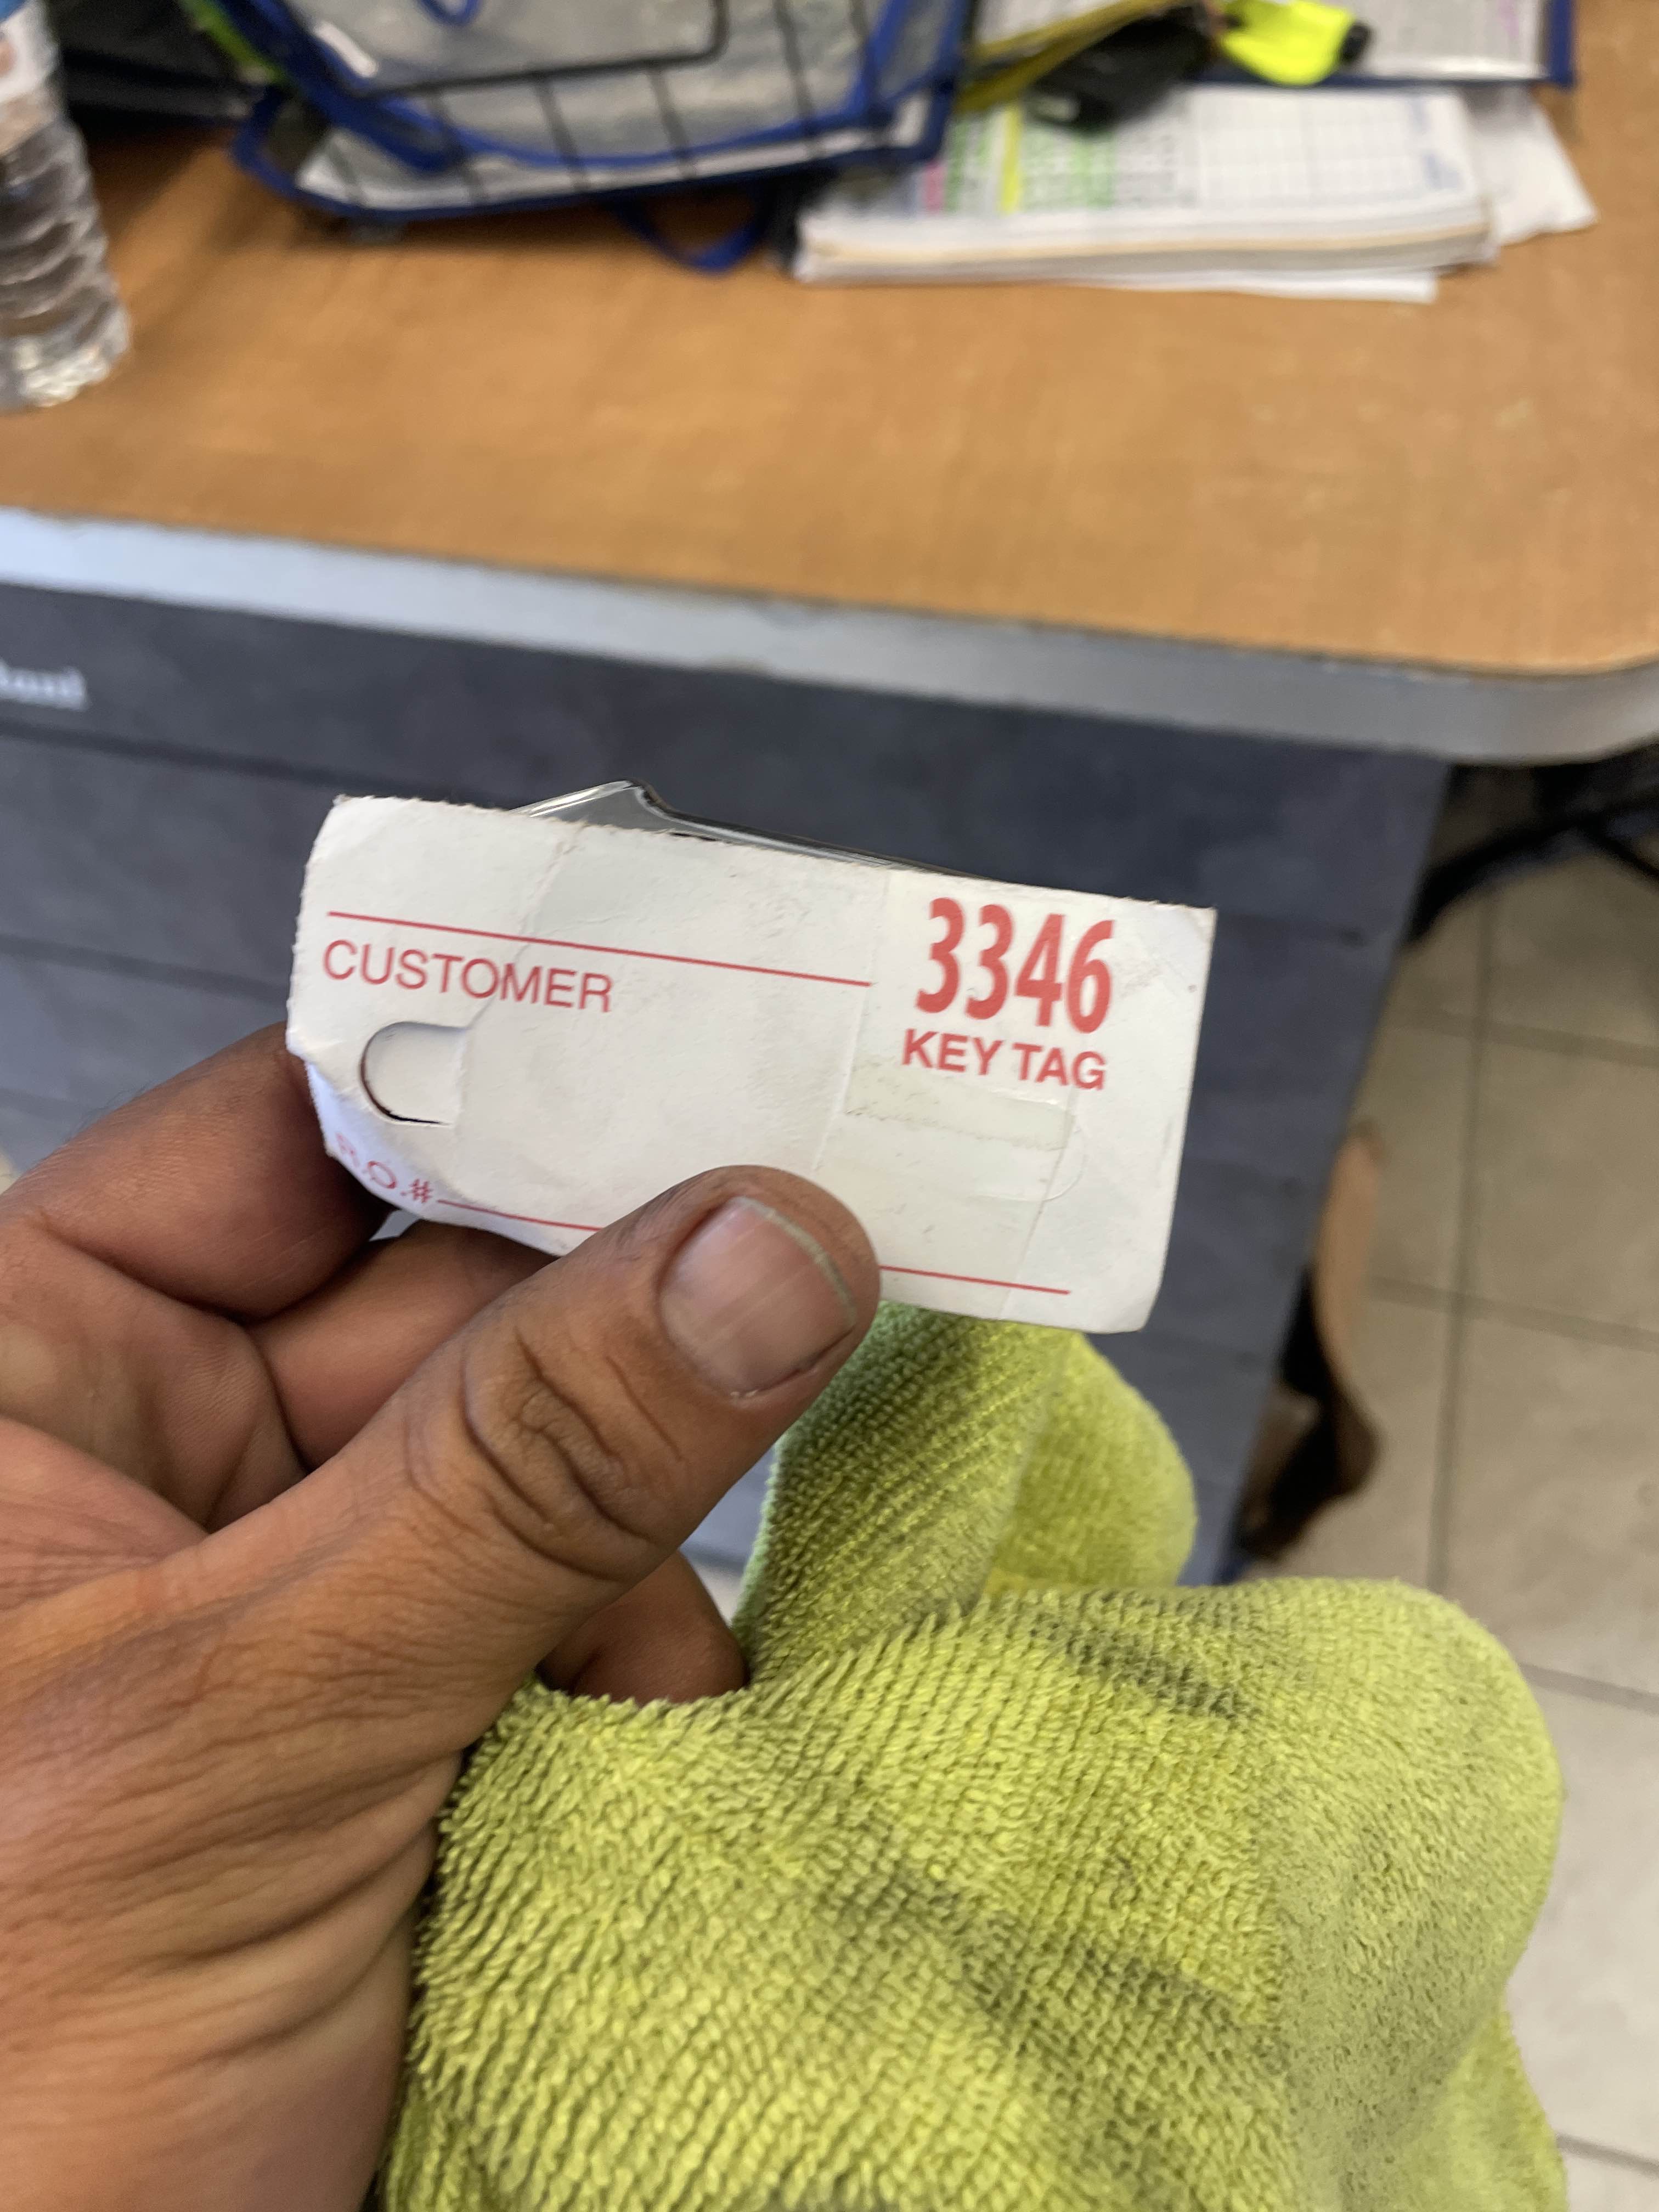 3346
CUSTOMER
KEY TAG
R.O.#